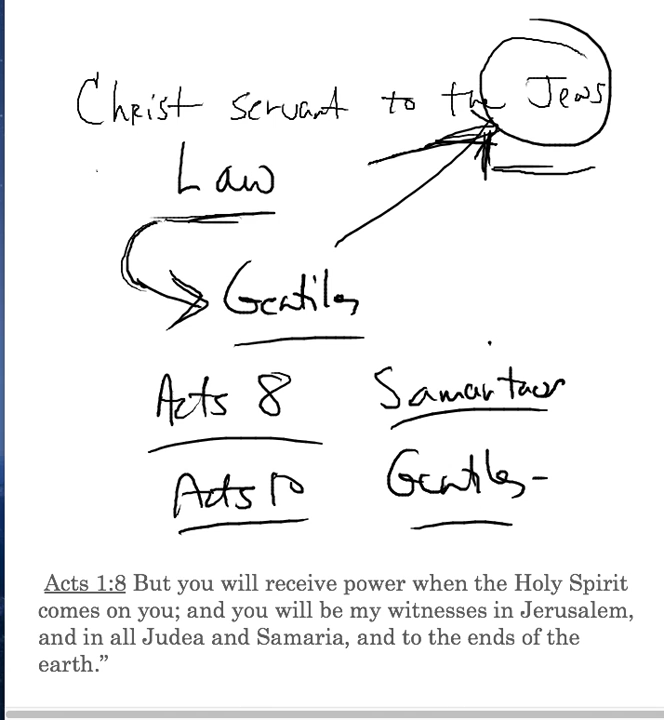 Christ servant to the Jews
Law
Gentiles
Acts 8 Samaritans
Acts 10 Gentiles-
Acts 1:8 But you will receive power when the Holy Spirit
comes on you; and you will be my witnesses in Jerusalem,
and in all Judea and Samaria, and to the ends of the
earth.”